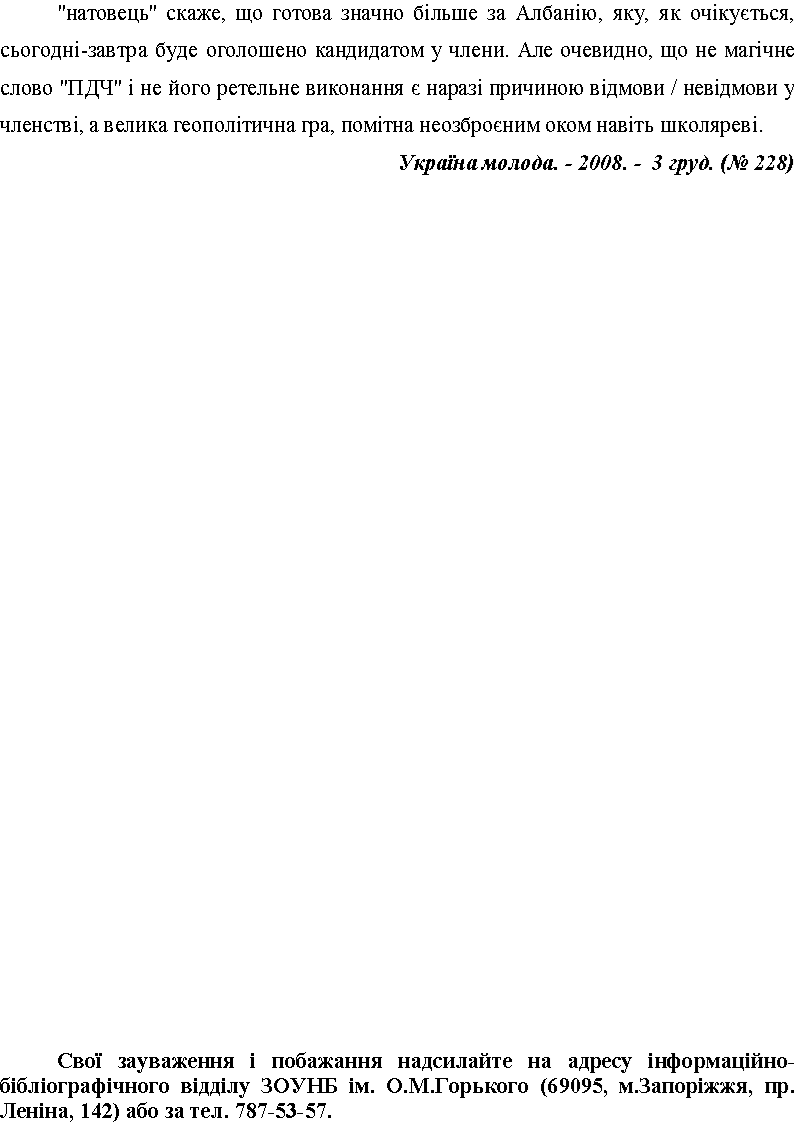 "натовець" скаже, що готова значно більше за Албанію, яку, як очікується,
сьогодні-завтра буде оголошено кандидатом у члени. Але очевидно, що не магічне
слово "ПДЧ" і не його ретельне виконання є наразі причиною відмови / невідмови у
членстві, а велика геополітична гра, помітна неозброєним оком навіть школяреві.
Україна молода. - 2008. - 3 груд. (№ 228)
Свої зауваження і побажання надсилайте на адресу інформаційно-
бібліографічного відділу ЗОУНБ ім. О.М.Горького (69095, м.Запоріжжя, пр.
Леніна, 142) або за тел. 787-53-57.